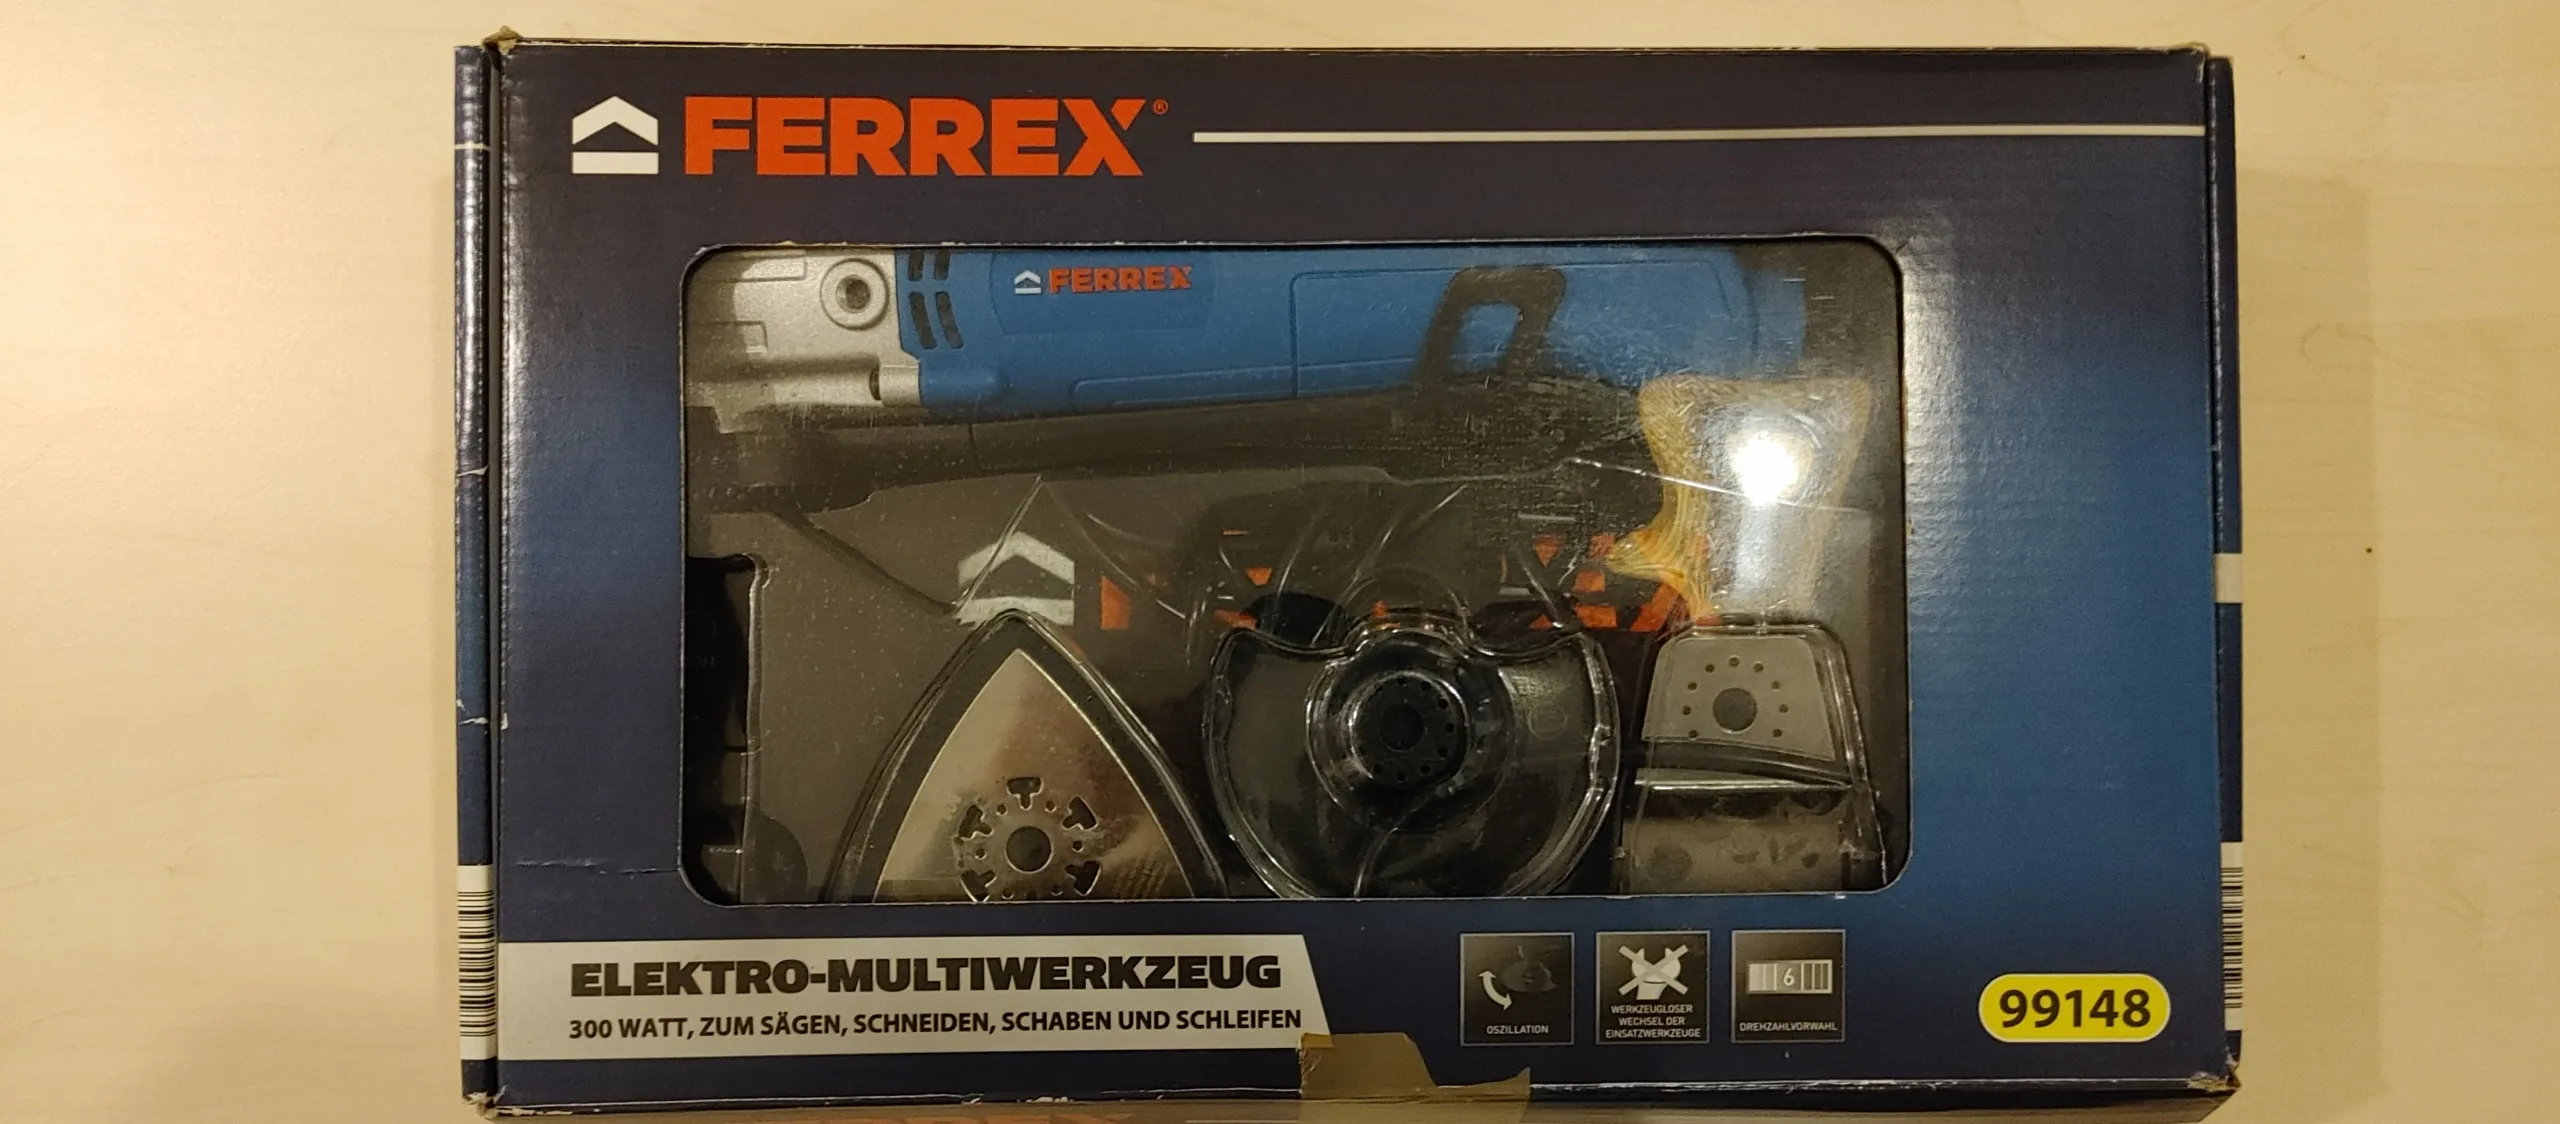 FERREX®
FERREX
ELEKTRO-MULTIWERKZEUG
300 WATT, ZUM SÄGEN, SCHNEIDEN, SCHABEN UND SCHLEIFEN
OSZILLATION
WERKZEUGLOSER
WECHSEL DER
EINSATZWERKZEUGE
6
DREHZAHLVORWAHL
99148